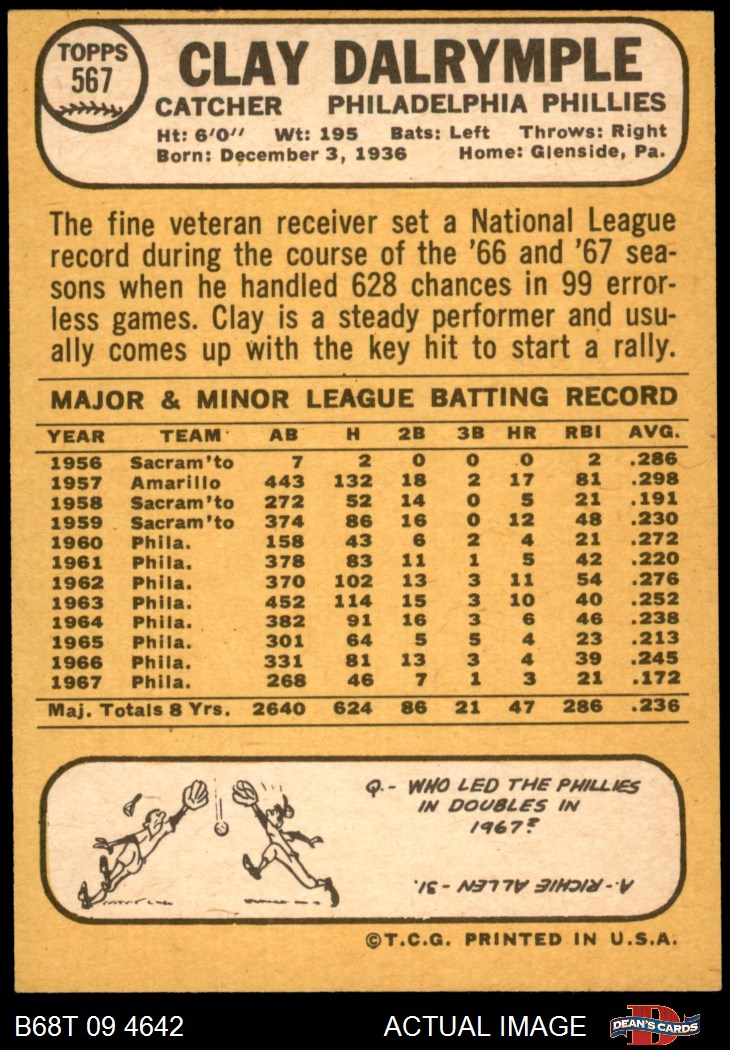 TOPPS
567
CLAY DALRYMPLE
CATCHER PHILADELPHIA PHILLIES
Ht: 6'0" Wt: 195 Bats: Left Throws: Right
Born: December 3, 1936 Home: Glenside, Pa.
The fine veteran receiver set a National League
record during the course of the '66 and '67 sea-
sons when he handled 628 chances in 99 error-
less games. Clay is a steady performer and usu-
ally comes up with the key hit to start a rally.
MAJOR & MINOR LEAGUE BATTING RECORD
YEAR TEAM AB H 2B 3B HR RBI AVG.
1956 Sacram'to 7 2 0 0 0 2 .286
1957 Amarillo 443 132 18 2 17 81 .298
1958 Sacram'to 272 52 14 0 5 21 .191
1959 Sacram'to 374 86 16 0 12 48 .230
1960 Phila. 158 43 6 2 4 21 .272
1961 Phila. 378 83 11 1 5 42 .220
1962 Phila. 370 102 13 3 11 54 .276
1963 Phila. 452 114 15 3 10 40 .252
1964 Phila. 382 91 16 3 6 46 .238
1965 Phila. 301 64 5 5 4 23 .213
1966 Phila. 331 81 13 3 4 39 .245
1967 Phila. 268 46 7 1 3 21 .172
Maj. Totals 8 Yrs. 2640 624 86 21 47 286 .236
Q.- WHO LED THE PHILLIES
IN DOUBLES IN
1967?
A.- RICHIE ALLEN - 31.
©T.C.G. PRINTED IN U.S.A.
B68T 09 4642 ACTUAL IMAGE DEAN'S CARDS